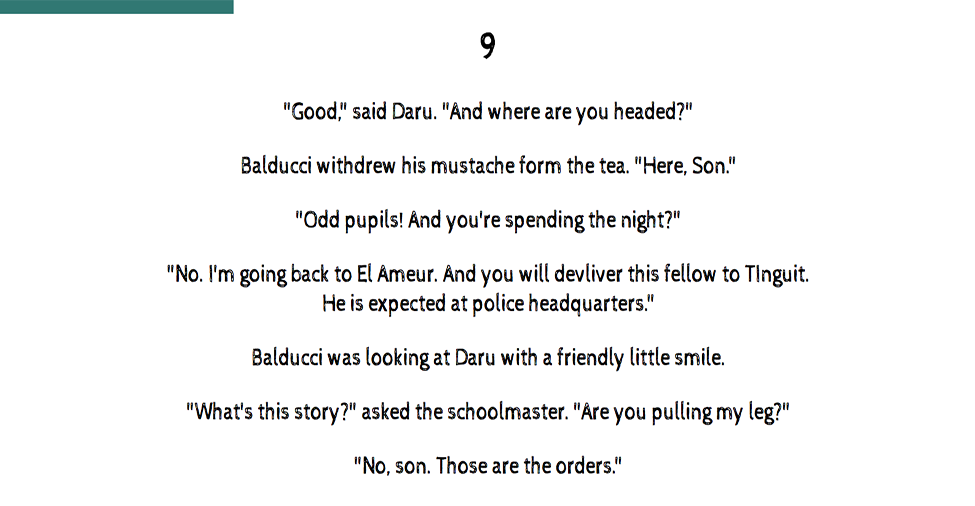 9
"Good," said Daru. "And where are you headed?"
Balducci withdrew his mustache form the tea. "Here, Son."
"Odd pupils! And you're spending the night?"
"No. I'm going back to El Ameur. And you will devliver this fellow to TInguit.
He is expected at police headquarters."
Balducci was looking at Daru with a friendly little smile.
"What's this story?" asked the schoolmaster. "Are you pulling my leg?"
"No, son. Those are the orders."